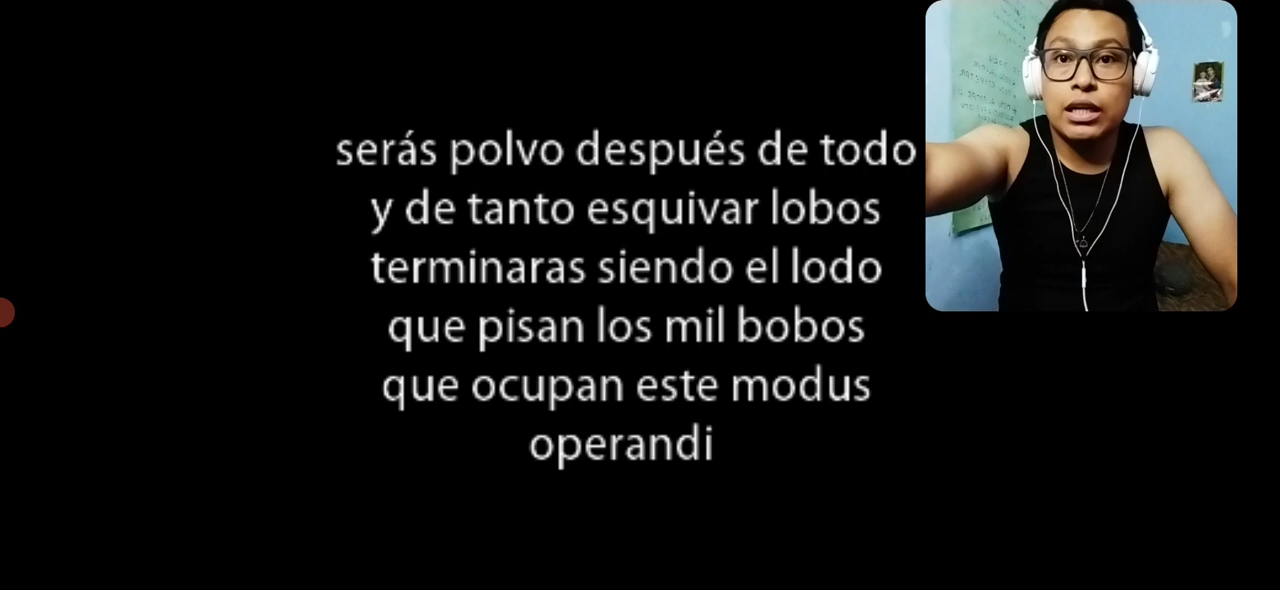 serás polvo después de todo
y de tanto esquivar lobos
terminaras siendo el lodo
que pisan los mil bobos
que ocupan este modus
operandi